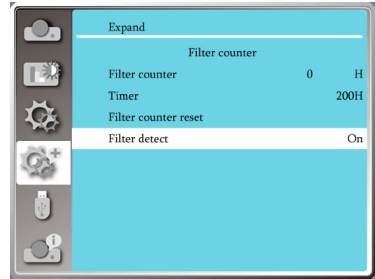 Expand
Filter counter
Filter counter 0 H
Timer 200H
Filter counter reset
Filter detect On